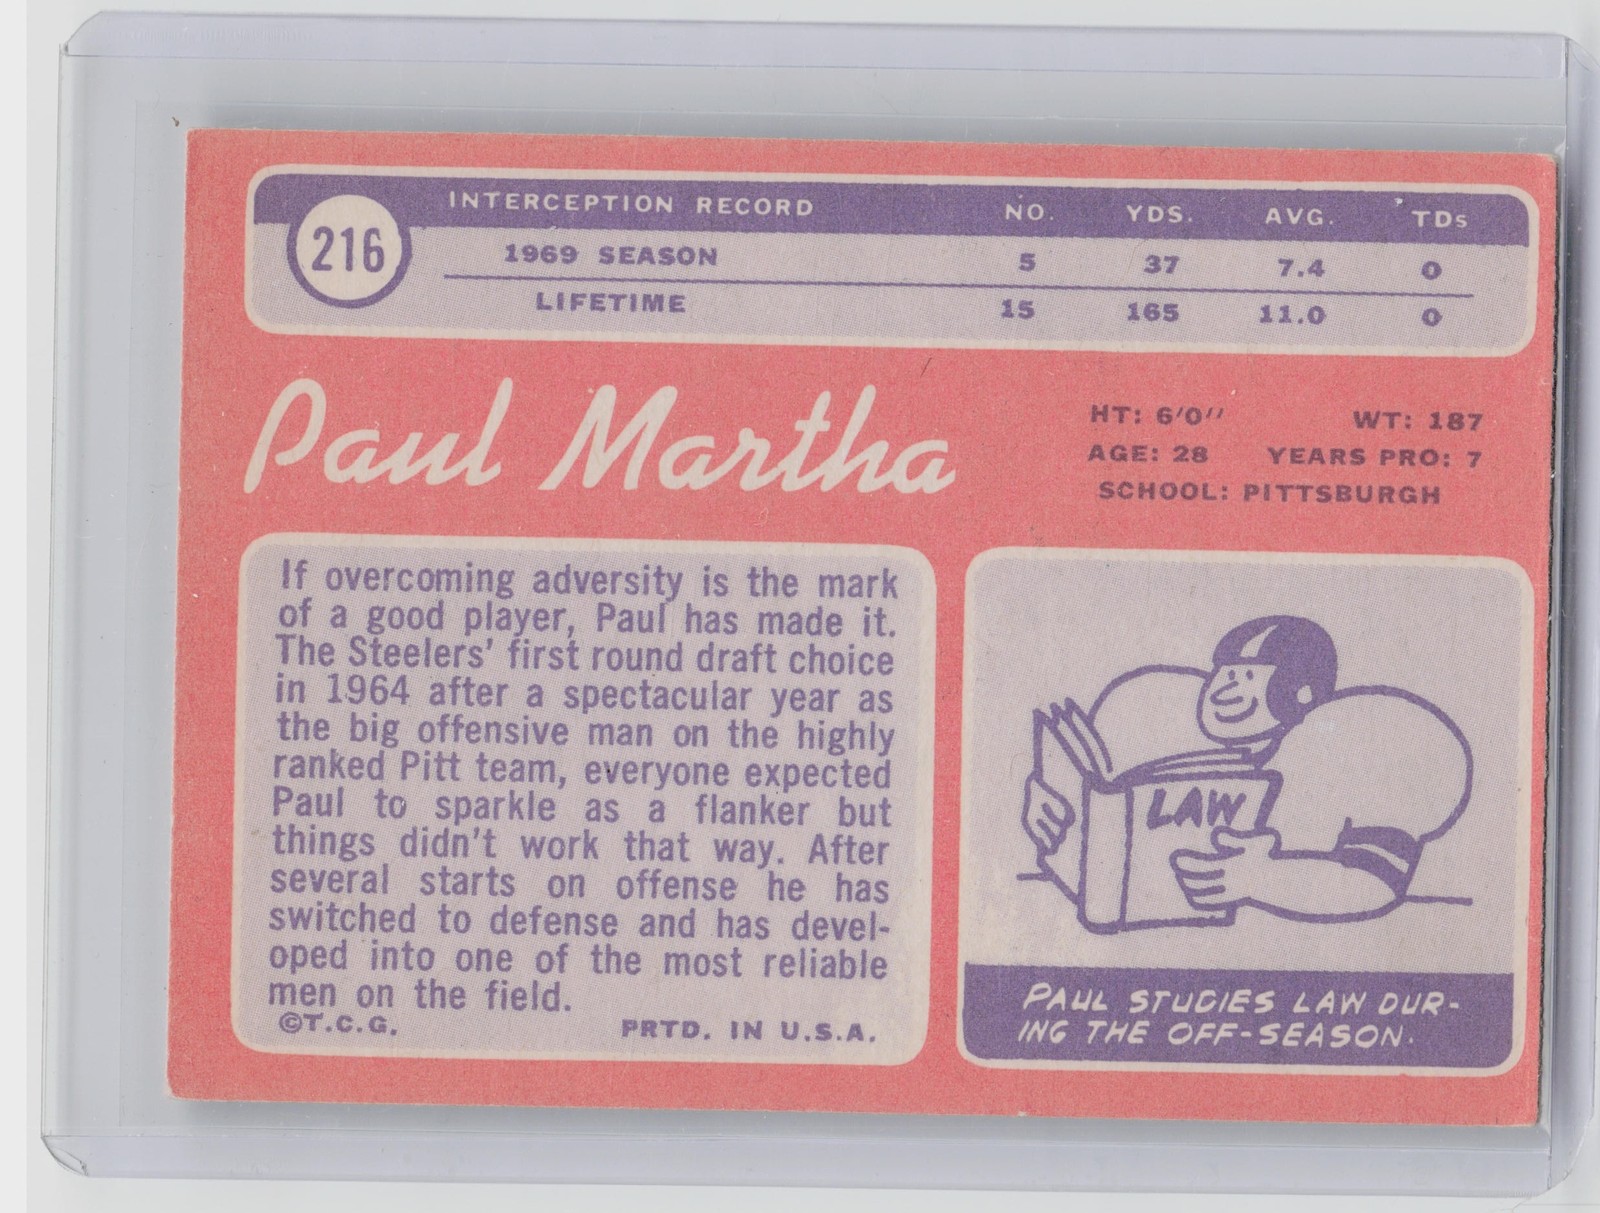 216
INTERCEPTION RECORD NO. YDS. AVG. TDs
1969 SEASON 5 37 7.4 0
LIFETIME 15 165 11.0 0
Paul Martha
HT: 6'0" WT: 187
AGE: 28 YEARS PRO: 7
SCHOOL: PITTSBURGH
If overcoming adversity is the mark
of a good player, Paul has made it.
The Steelers' first round draft choice
in 1964 after a spectacular year as
the big offensive man on the highly
ranked Pitt team, everyone expected
Paul to sparkle as a flanker but
things didn't work that way. After
several starts on offense he has
switched to defense and has devel-
oped into one of the most reliable
men on the field.
©T.C.G. PRTD. IN U.S.A.
LAW
PAUL STUDIES LAW DUR-
ING THE OFF-SEASON.